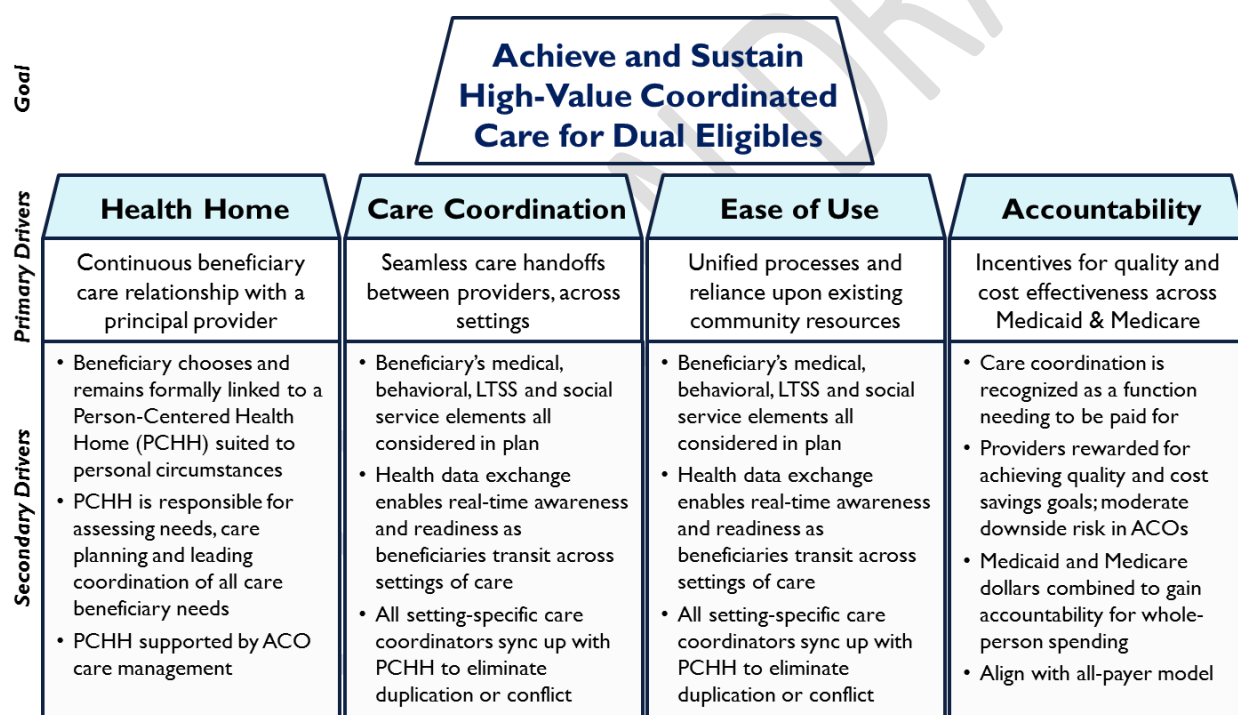 Goal
Achieve and Sustain
High-Value Coordinated
Care for Dual Eligibles
Primary Drivers
Health Home
Continuous beneficiary
care relationship with a
principal provider
Care Coordination
Seamless care handoffs
between providers, across
settings
Ease of Use
Unified processes and
reliance upon existing
community resources
Accountability
Incentives for quality and
cost effectiveness across
Medicaid & Medicare
Secondary Drivers
• Beneficiary chooses and
remains formally linked to a
Person-Centered Health
Home (PCHH) suited to
personal circumstances
• PCHH is responsible for
assessing needs, care
planning and leading
coordination of all care
beneficiary needs
• PCHH supported by ACO
care management
• Beneficiary's medical,
behavioral, LTSS and social
service elements all
considered in plan
• Health data exchange
enables real-time awareness
and readiness as
beneficiaries transit across
settings of care
• All setting-specific care
coordinators sync up with
PCHH to eliminate
duplication or conflict
• Beneficiary's medical,
behavioral, LTSS and social
service elements all
considered in plan
• Health data exchange
enables real-time awareness
and readiness as
beneficiaries transit across
settings of care
• All setting-specific care
coordinators sync up with
PCHH to eliminate
duplication or conflict
• Care coordination is
recognized as a function
needing to be paid for
• Providers rewarded for
achieving quality and cost
savings goals; moderate
downside risk in ACOs
• Medicaid and Medicare
dollars combined to gain
accountability for whole-
person spending
• Align with all-payer model